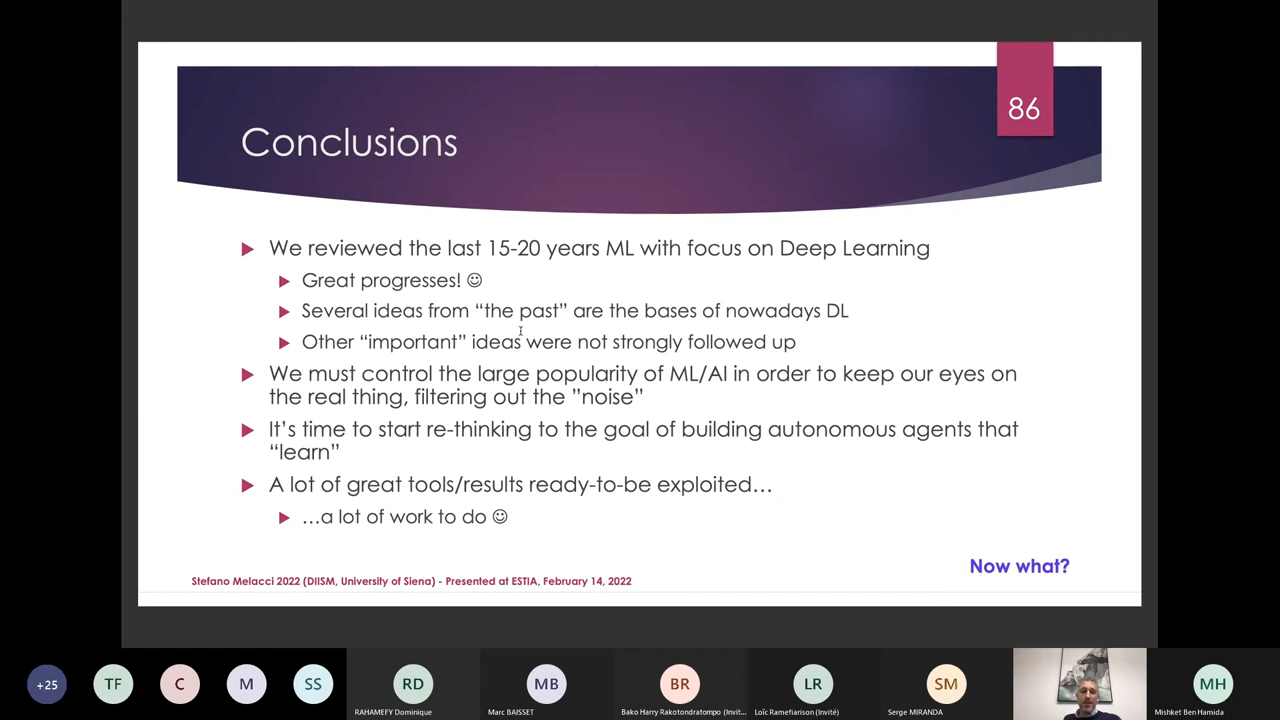 86
Conclusions
We reviewed the last 15-20 years ML with focus on Deep Learning
Great progresses! ☺
Several ideas from “the past” are the bases of nowadays DL
Other “important” ideas were not strongly followed up
We must control the large popularity of ML/AI in order to keep our eyes on
the real thing, filtering out the ”noise”
It’s time to start re-thinking to the goal of building autonomous agents that
“learn”
A lot of great tools/results ready-to-be exploited…
…a lot of work to do ☺
Now what?
Stefano Melacci 2022 (DIISM, University of Siena) - Presented at ESTIA, February 14, 2022
+25
TF
C
M
SS
RD
MB
BR
LR
SM
MH
RAHAMEFY Dominique
Marc BAISSET
Bako Harry Rakotondratompo (Invit...
Loïc Ramefiarison (Invité)
Serge MIRANDA
Mishket Ben Hamida